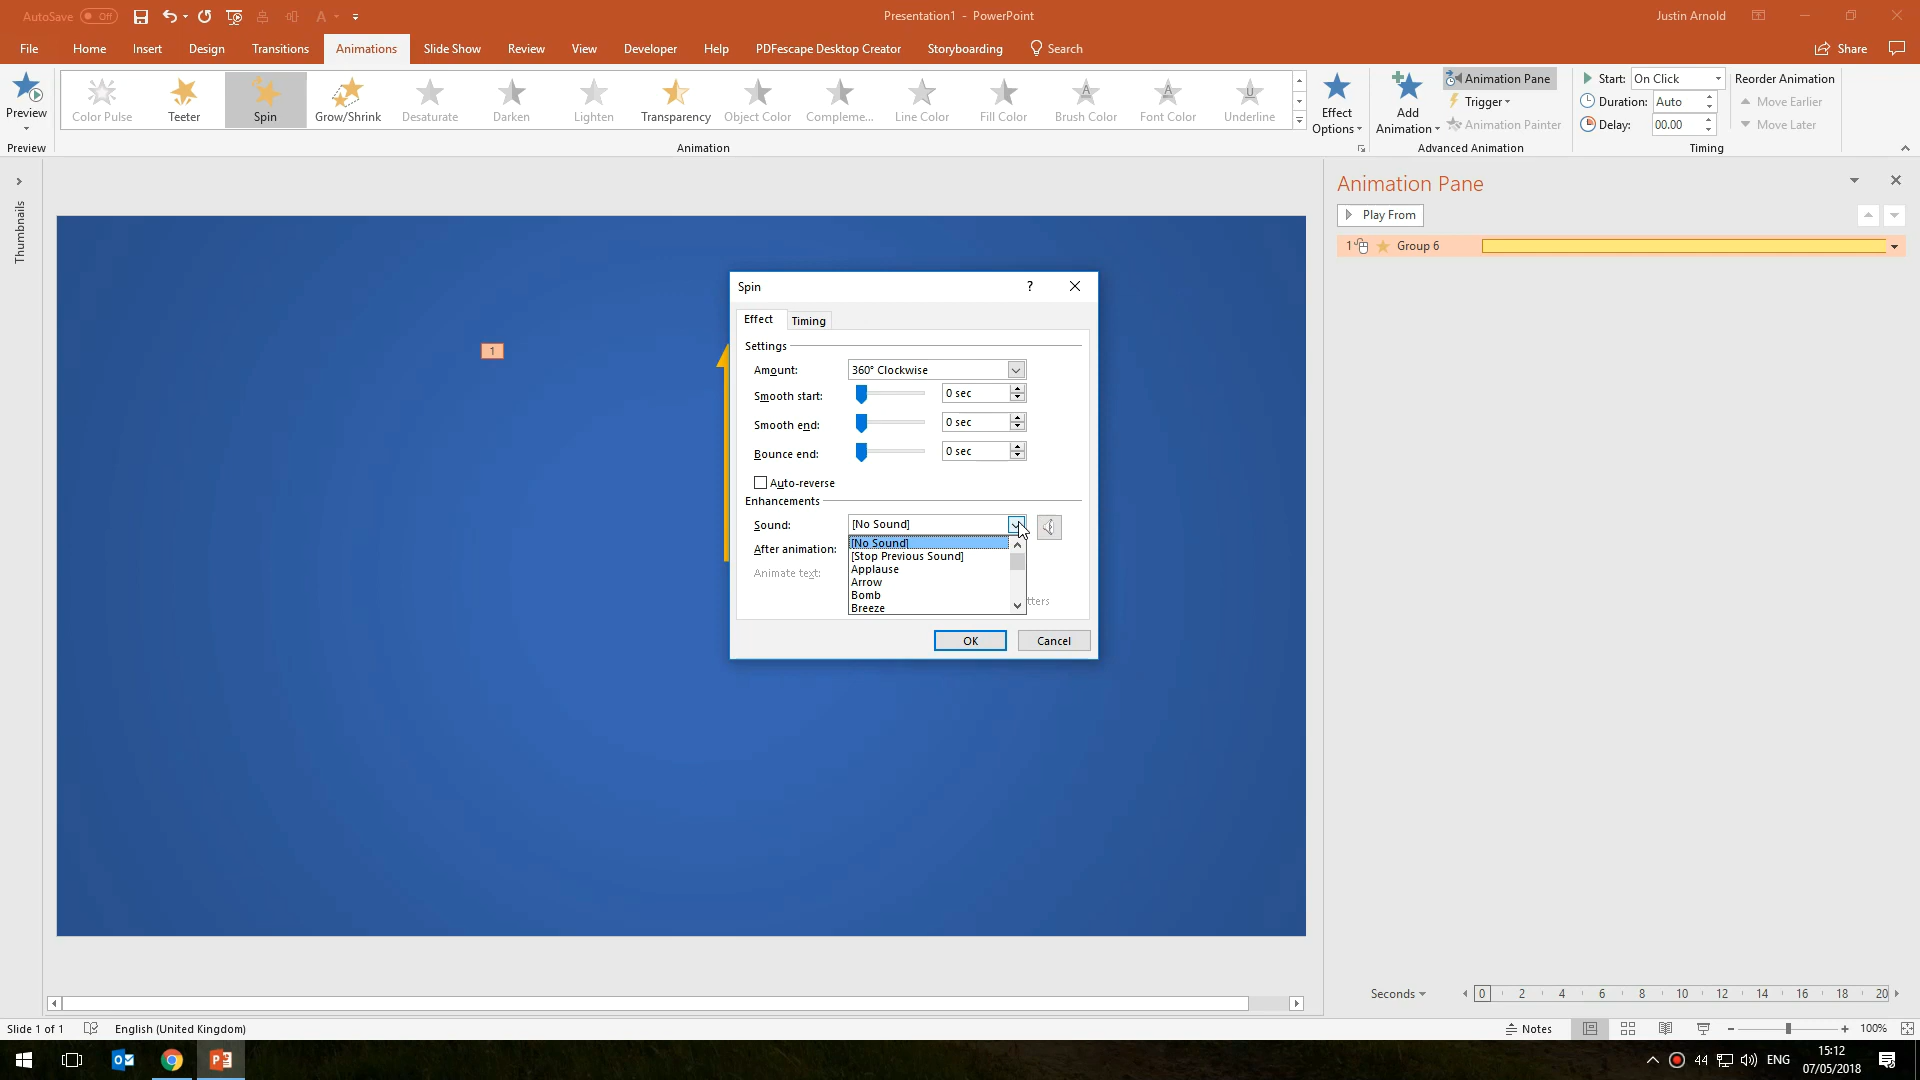 AutoSave Off
Presentation1 - PowerPoint
Justin Arnold
File Home Insert Design Transitions Animations Slide Show Review View Developer Help PDFescape Desktop Creator Storyboarding Search Share
Preview
Color Pulse Teeter Spin Grow/Shrink Desaturate Darken Lighten Transparency Object Color Compleme... Line Color Fill Color Brush Color Font Color Underline
Effect Options
Add Animation
Animation Pane
Trigger
Animation Painter
Start: On Click
Duration: Auto
Delay: 00.00
Reorder Animation
Move Earlier
Move Later
Preview Animation Advanced Animation Timing
Thumbnails
1
Spin ?
Effect Timing
Settings
Amount: 360° Clockwise
Smooth start: 0 sec
Smooth end: 0 sec
Bounce end: 0 sec
Auto-reverse
Enhancements
Sound: [No Sound]
After animation:
Animate text:
[No Sound]
[Stop Previous Sound]
Applause
Arrow
Bomb
Breeze
tters
OK Cancel
Animation Pane
Play From
1 Group 6
Seconds 0 2 4 6 8 10 12 14 16 18 20
Slide 1 of 1 English (United Kingdom) Notes 100%
44 ENG 15:12
07/05/2018